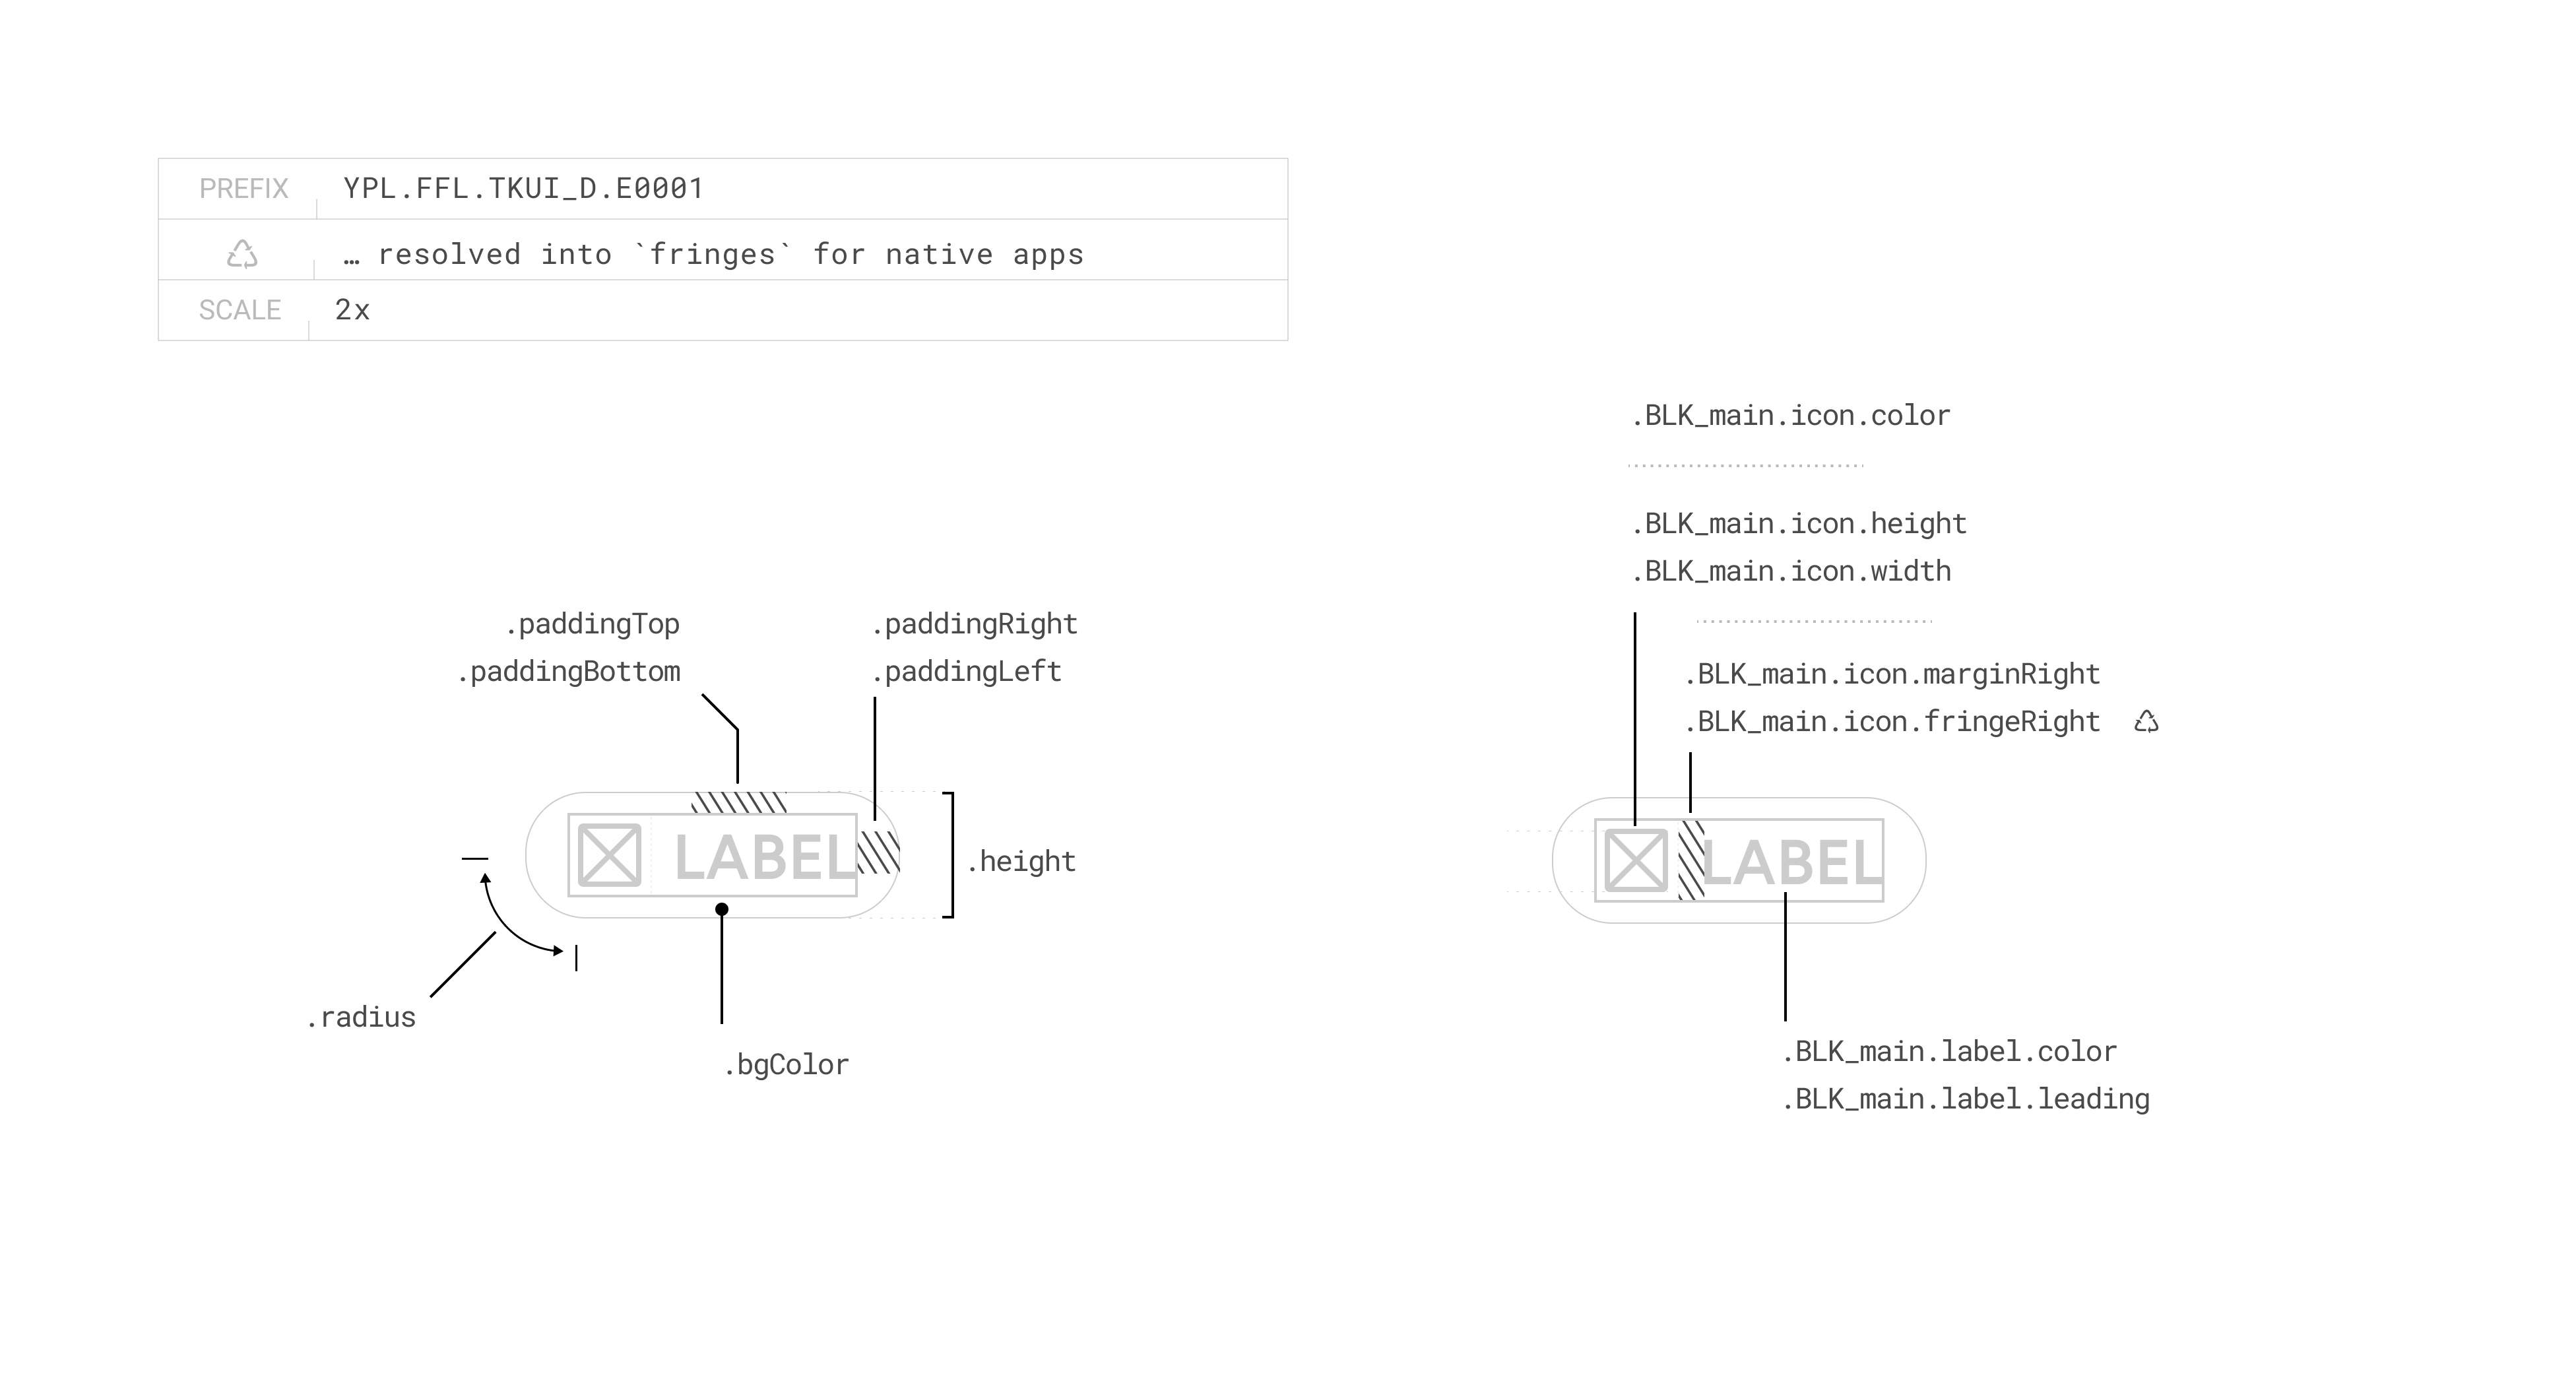 PREFIX YPL.FFL.TKUI_D.E0001
… resolved into `fringes` for native apps
SCALE 2x
.paddingTop
.paddingBottom
.paddingRight
.paddingLeft
LABEL
.height
.radius
.bgColor
.BLK_main.icon.color
.BLK_main.icon.height
.BLK_main.icon.width
.BLK_main.icon.marginRight
.BLK_main.icon.fringeRight
LABEL
.BLK_main.label.color
.BLK_main.label.leading